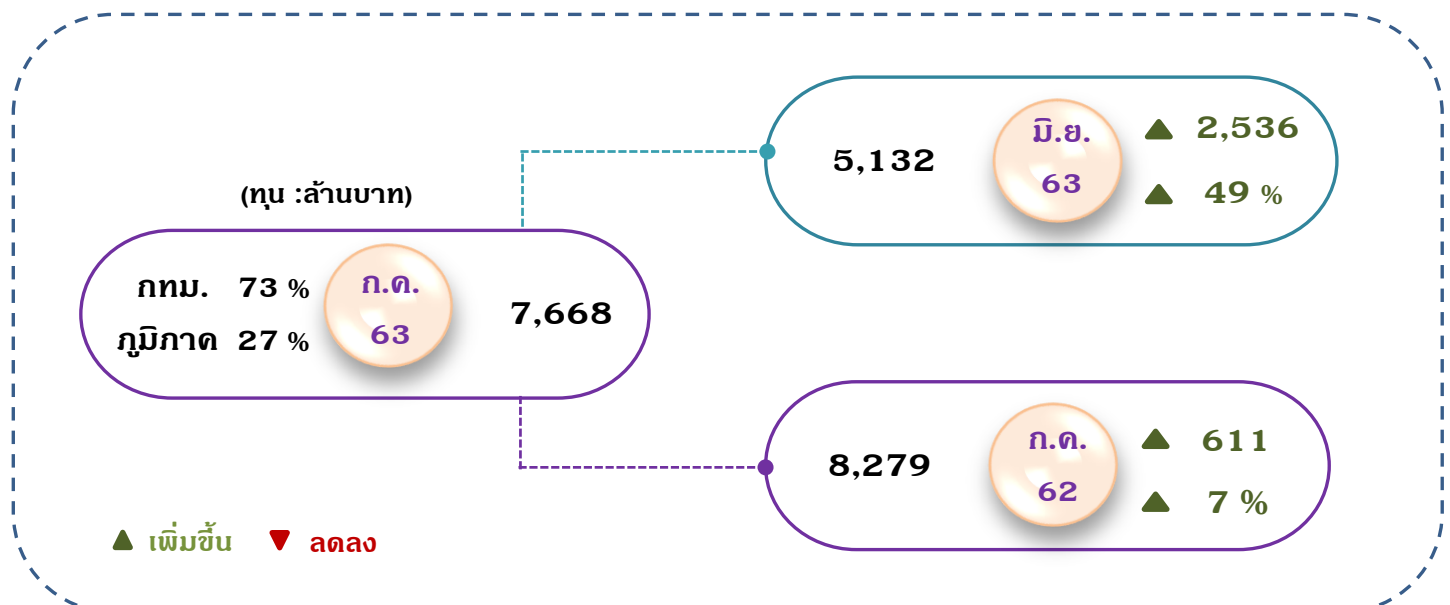 (ทุน :ล้านบาท)
กทม. 73 %
ภูมิภาค 27 %
ก.ค.
63
7,668
5,132
มิ.ย.
63
▲ 2,536
▲ 49 %
8,279
ก.ค.
62
▲ 611
▲ 7 %
▲ เพิ่มขึ้น ▼ ลดลง